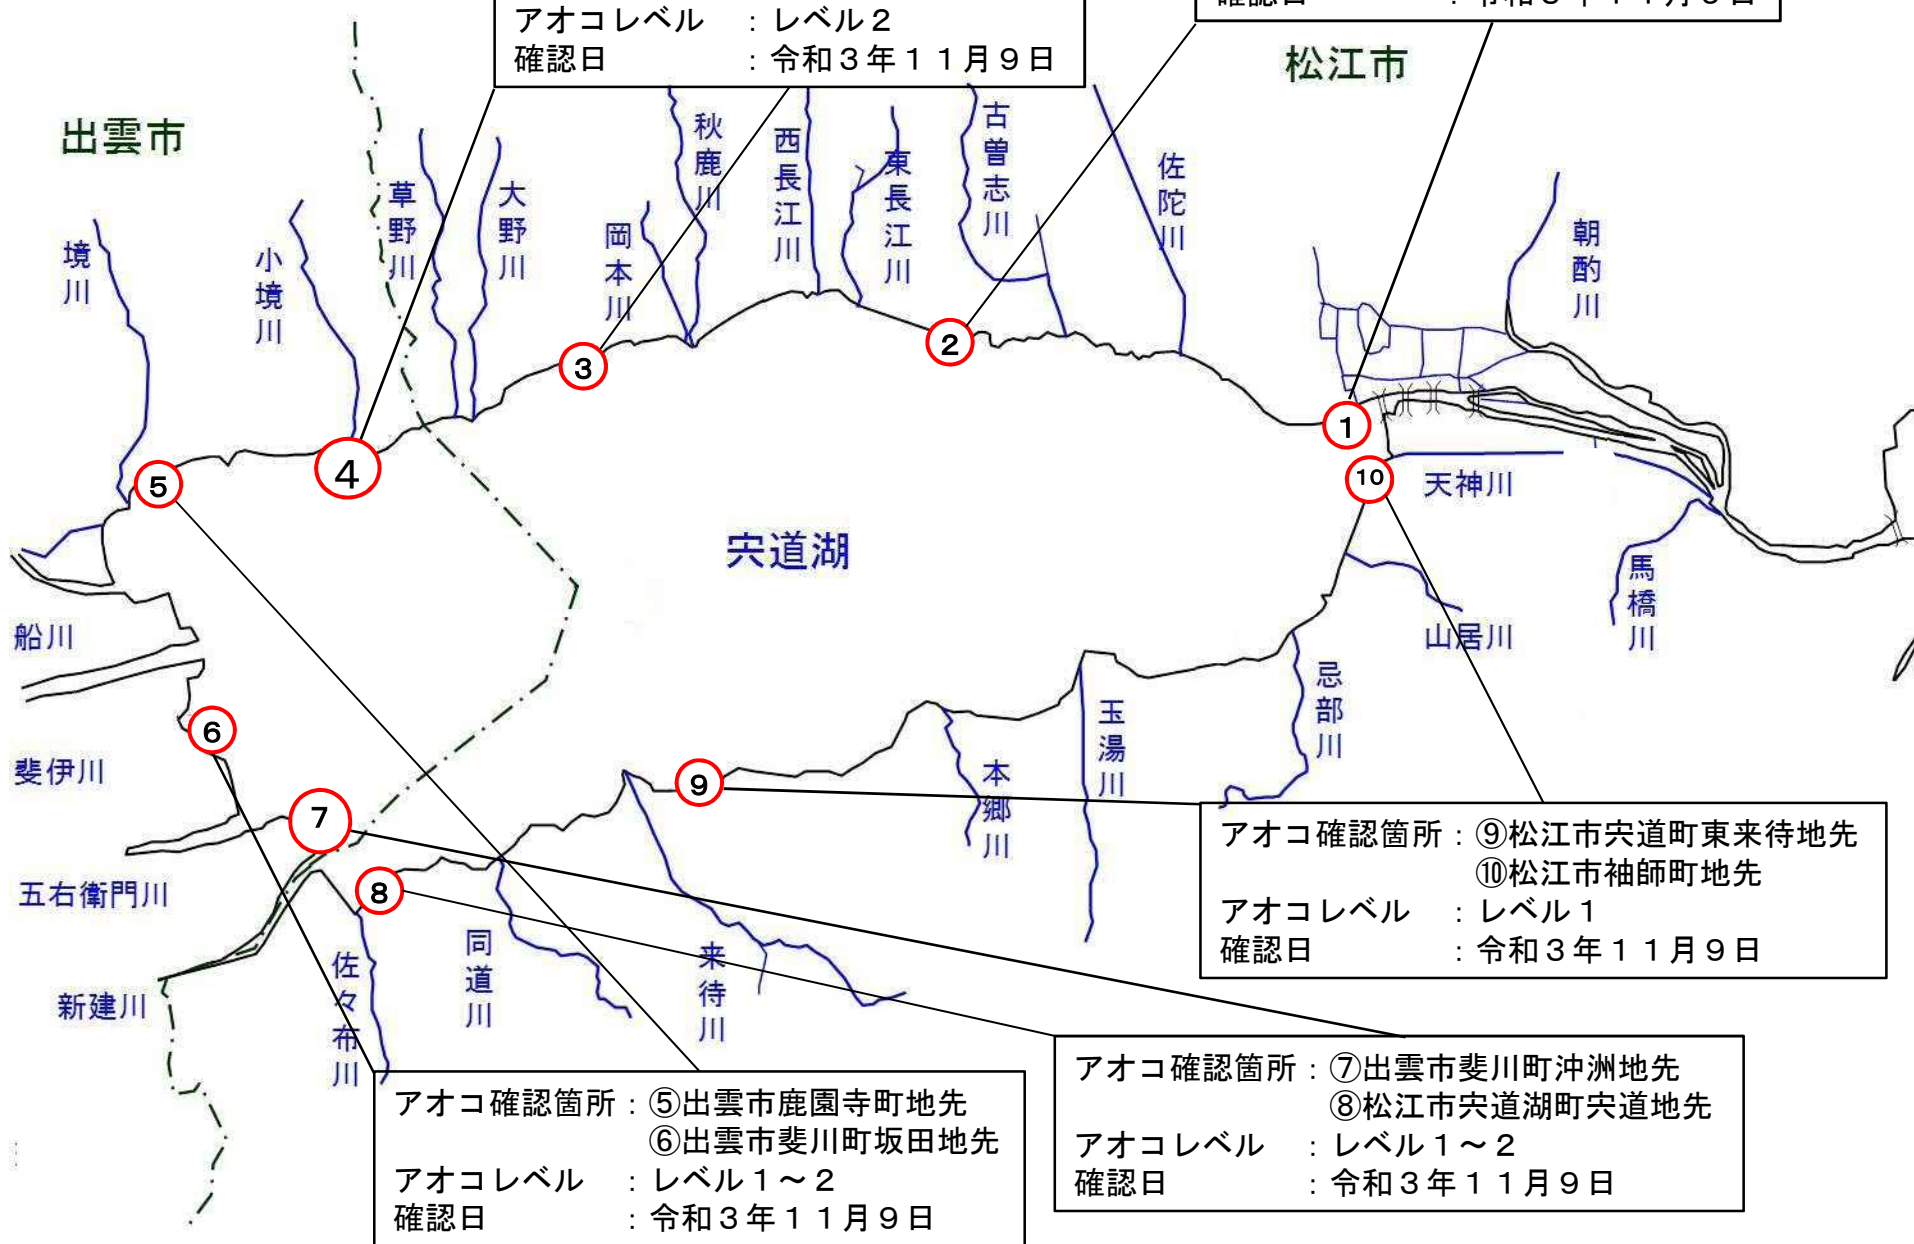 アオコレベル　：レベル２
確認日　　　　：令和３年１１月９日
松江市
出雲市
境川
小境川
草野川
大野川
岡本川
秋鹿川
西長江川
東長江川
古曽志川
佐陀川
朝酌川
③
②
①
④
⑤
⑩
天神川
宍道湖
馬橋川
山居川
船川
忌部川
玉湯川
⑥
斐伊川
⑨
本郷川
⑦
五右衛門川
⑧
アオコ確認箇所：⑨松江市宍道町東来待地先
⑩松江市袖師町地先
アオコレベル　：レベル１
確認日　　　　：令和３年１１月９日
新建川
佐々布川
同道川
来待川
アオコ確認箇所：⑦出雲市斐川町沖洲地先
⑧松江市宍道湖町宍道地先
アオコレベル　：レベル１～２
確認日　　　　：令和３年１１月９日
アオコ確認箇所：⑤出雲市鹿園寺町地先
⑥出雲市斐川町坂田地先
アオコレベル　：レベル１～２
確認日　　　　：令和３年１１月９日